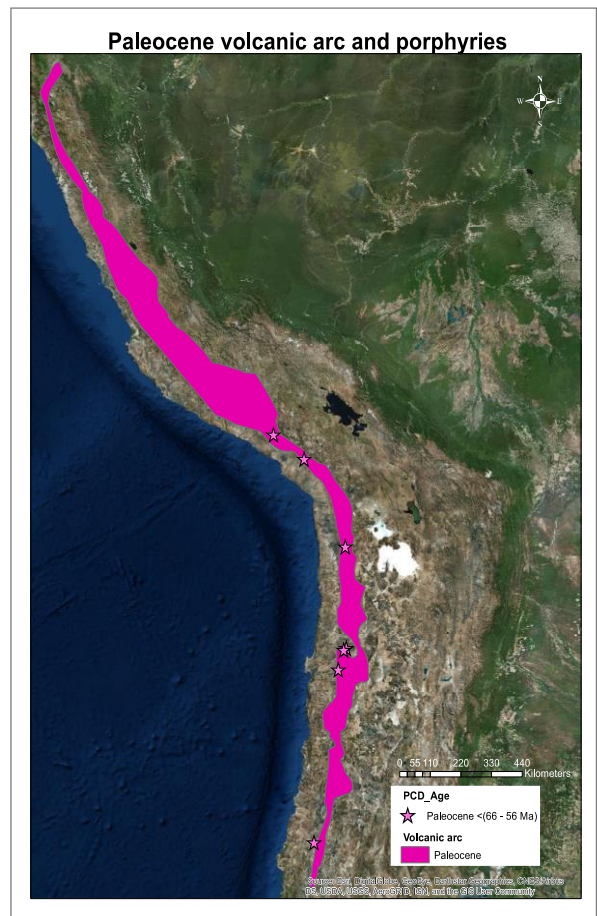 Paleocene volcanic arc and porphyries
N
W E
S
0 55 110 220 330 440
Kilometers
PCD_Age
Paleocene <(66 - 56 Ma)
Volcanic arc
Paleocene
Source: Esri, DigitalGlobe, GeoEye, Earthstar Geographics, CNES/Airbus
DS, USDA, USGS, AeroGRID, IGN, and the GIS User Community